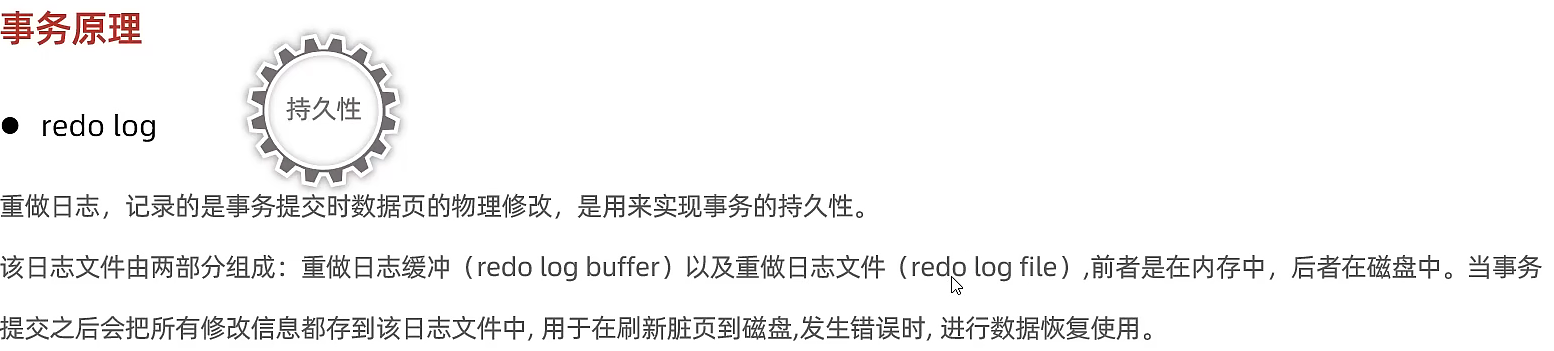 事务原理
持久性
● redo log
重做日志，记录的是事务提交时数据页的物理修改，是用来实现事务的持久性。
该日志文件由两部分组成：重做日志缓冲（redo log buffer）以及重做日志文件（redo log file）,前者是在内存中，后者在磁盘中。当事务
提交之后会把所有修改信息都存到该日志文件中, 用于在刷新脏页到磁盘,发生错误时, 进行数据恢复使用。